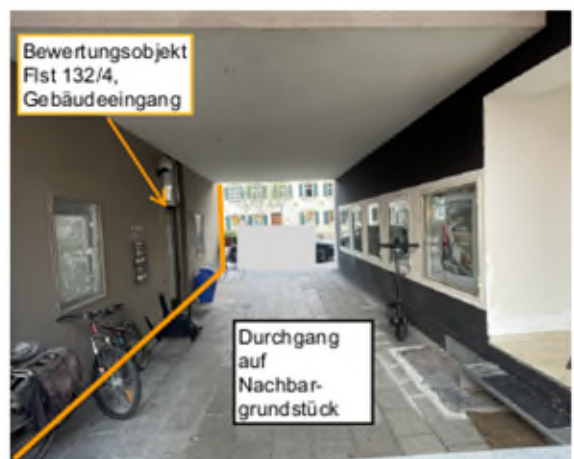 Bewertungsobjekt
Flst 132/4,
Gebäudeeingang
Durchgang
auf
Nachbar-
grundstück